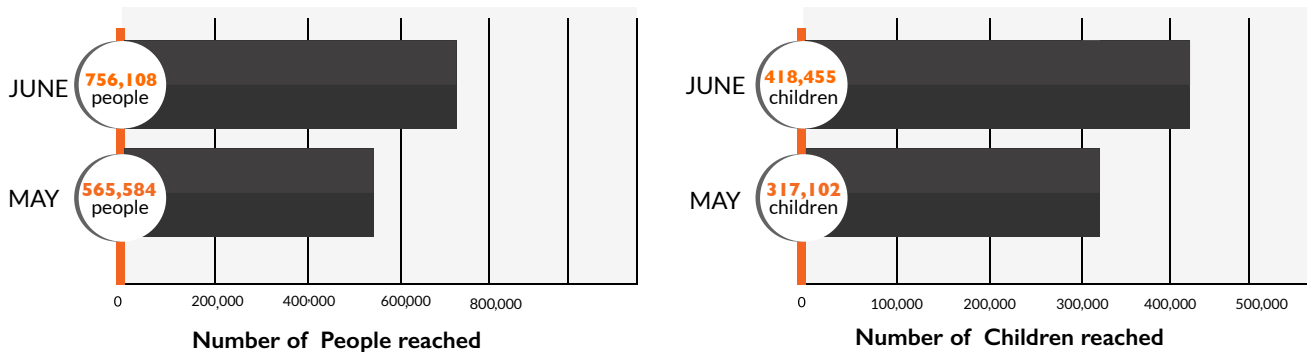 JUNE
756,108
people
MAY
565,584
people
0 200,000 400,000 600,000 800,000
Number of People reached
JUNE
418,455
children
MAY
317,102
children
0 100,000 200,000 300,000 400,000 500,000
Number of Children reached